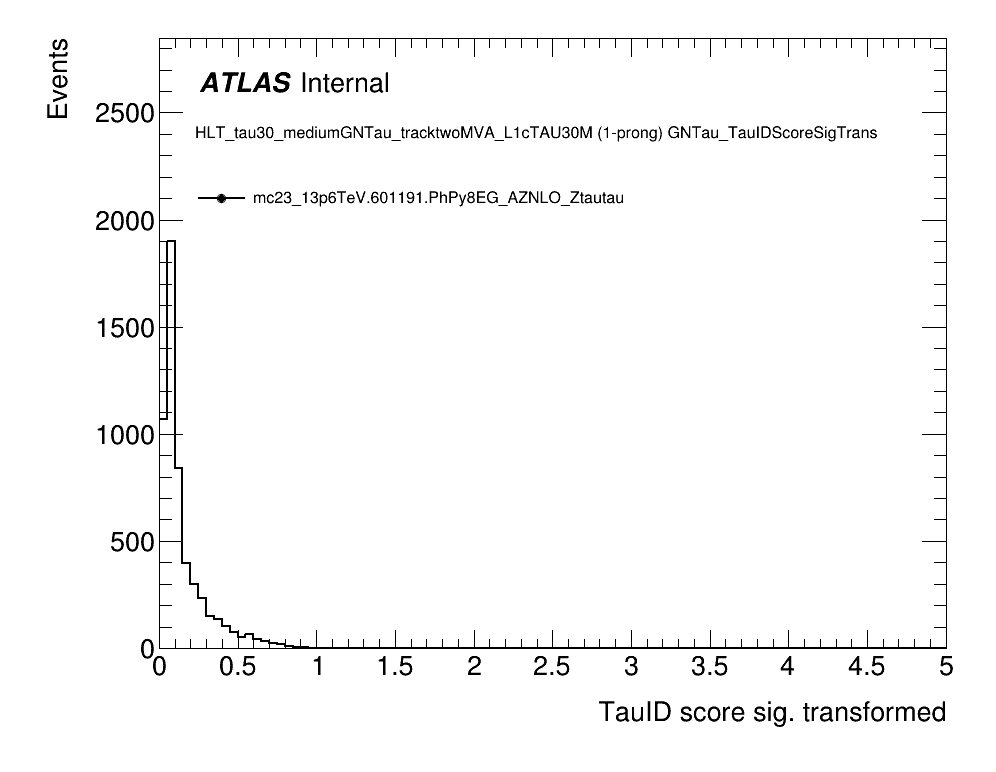 Events
ATLAS Internal
HLT_tau30_mediumGNTau_tracktwoMVA_L1cTAU30M (1-prong) GNTau_TauIDScoreSigTrans
mc23_13p6TeV.601191.PhPy8EG_AZNLO_Ztautau
2500
2000
1500
1000
500
0
0 0.5 1 1.5 2 2.5 3 3.5 4 4.5 5
TauID score sig. transformed